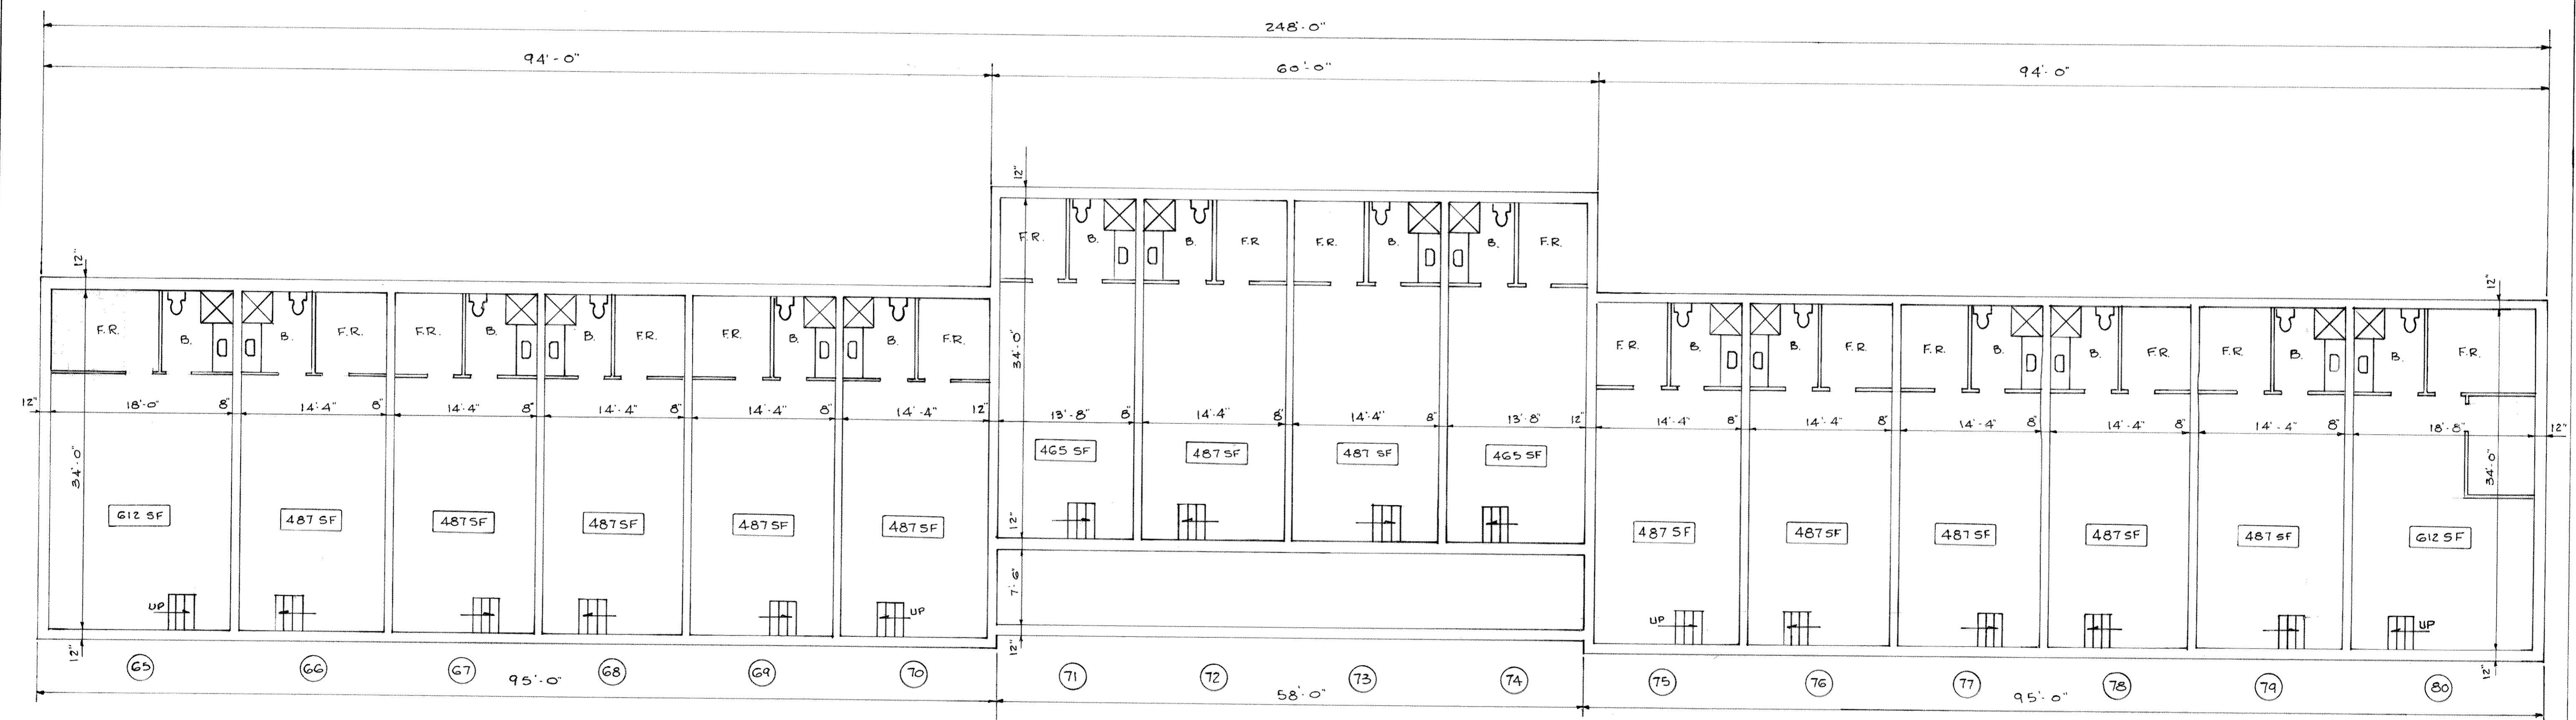 248'-0"
94'-0" 60'-0" 94'-0"
12"
12" 12"
F.R. B. B. F.R F.R. B. B. F.R.
F.R. B. B. F.R. F.R. B. B. F.R. F.R. B. B. F.R.
F.R. B. B. F.R. F.R. B. B. F.R. F.R. B. B. F.R.
34'-0"
12" 18'-0" 8" 14'-4" 8" 14'-4" 8" 14'-4" 8" 14'-4" 8" 14'-4" 12" 13'-8" 8" 14'-4" 8" 14'-4" 8" 13'8" 12" 14'-4" 8" 14'-4" 8" 14'-4" 8" 14'-4" 8" 14'-4" 8" 18'-8" 12"
465 SF 487 SF 487 SF 465 SF
34'-0" 34'-0"
612 SF 487 SF 487 SF 487 SF 487 SF 487 SF 12" 487 SF 487 SF 487 SF 487 SF 487 SF 612 SF
7'-6"
UP UP UP UP
12" 12" 12"
65 66 67 68 69 70 71 72 73 74 75 76 77 78 79 80
95'-0" 58'-0" 95'-0"